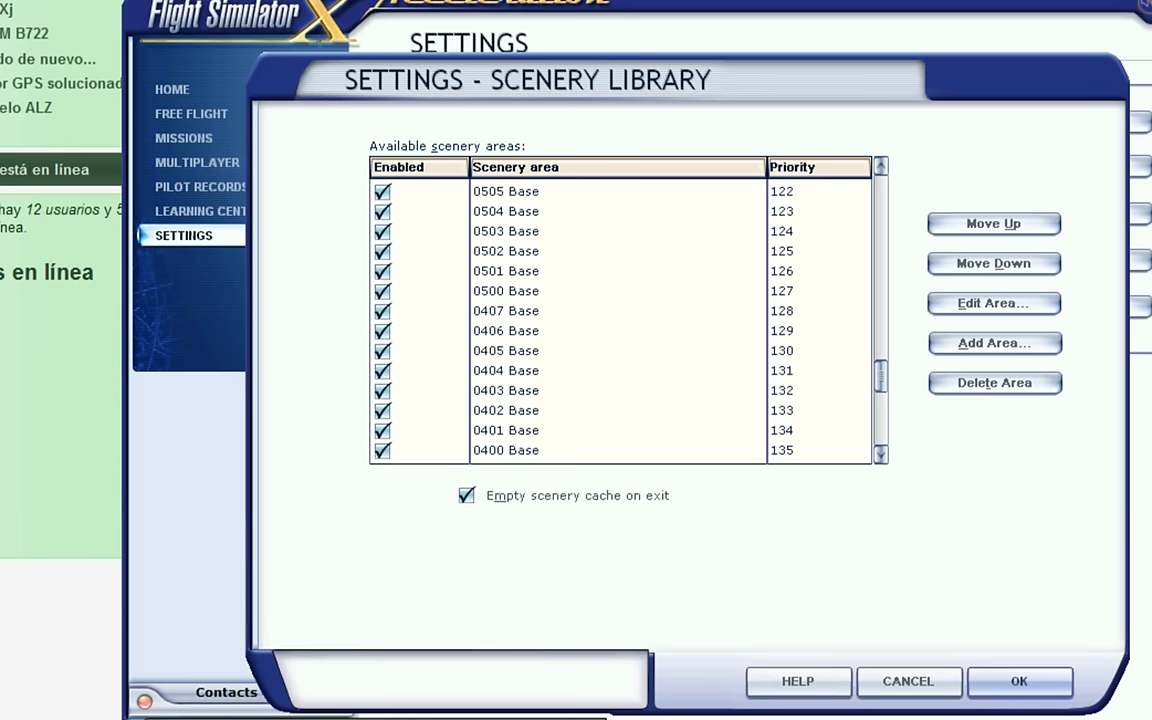 Xj
M B722
do de nuevo...
or GPS solucionad
elo ALZ
está en línea
hay 12 usuarios y 5
nea.
s en línea
Flight Simulator X
SETTINGS
HOME
FREE FLIGHT
MISSIONS
MULTIPLAYER
PILOT RECORDS
LEARNING CENT
SETTINGS
SETTINGS - SCENERY LIBRARY
Available scenery areas:
Enabled Scenery area Priority
0505 Base 122
0504 Base 123
0503 Base 124
0502 Base 125
0501 Base 126
0500 Base 127
0407 Base 128
0406 Base 129
0405 Base 130
0404 Base 131
0403 Base 132
0402 Base 133
0401 Base 134
0400 Base 135
Empty scenery cache on exit
Move Up
Move Down
Edit Area...
Add Area...
Delete Area
Contacts
HELP CANCEL OK